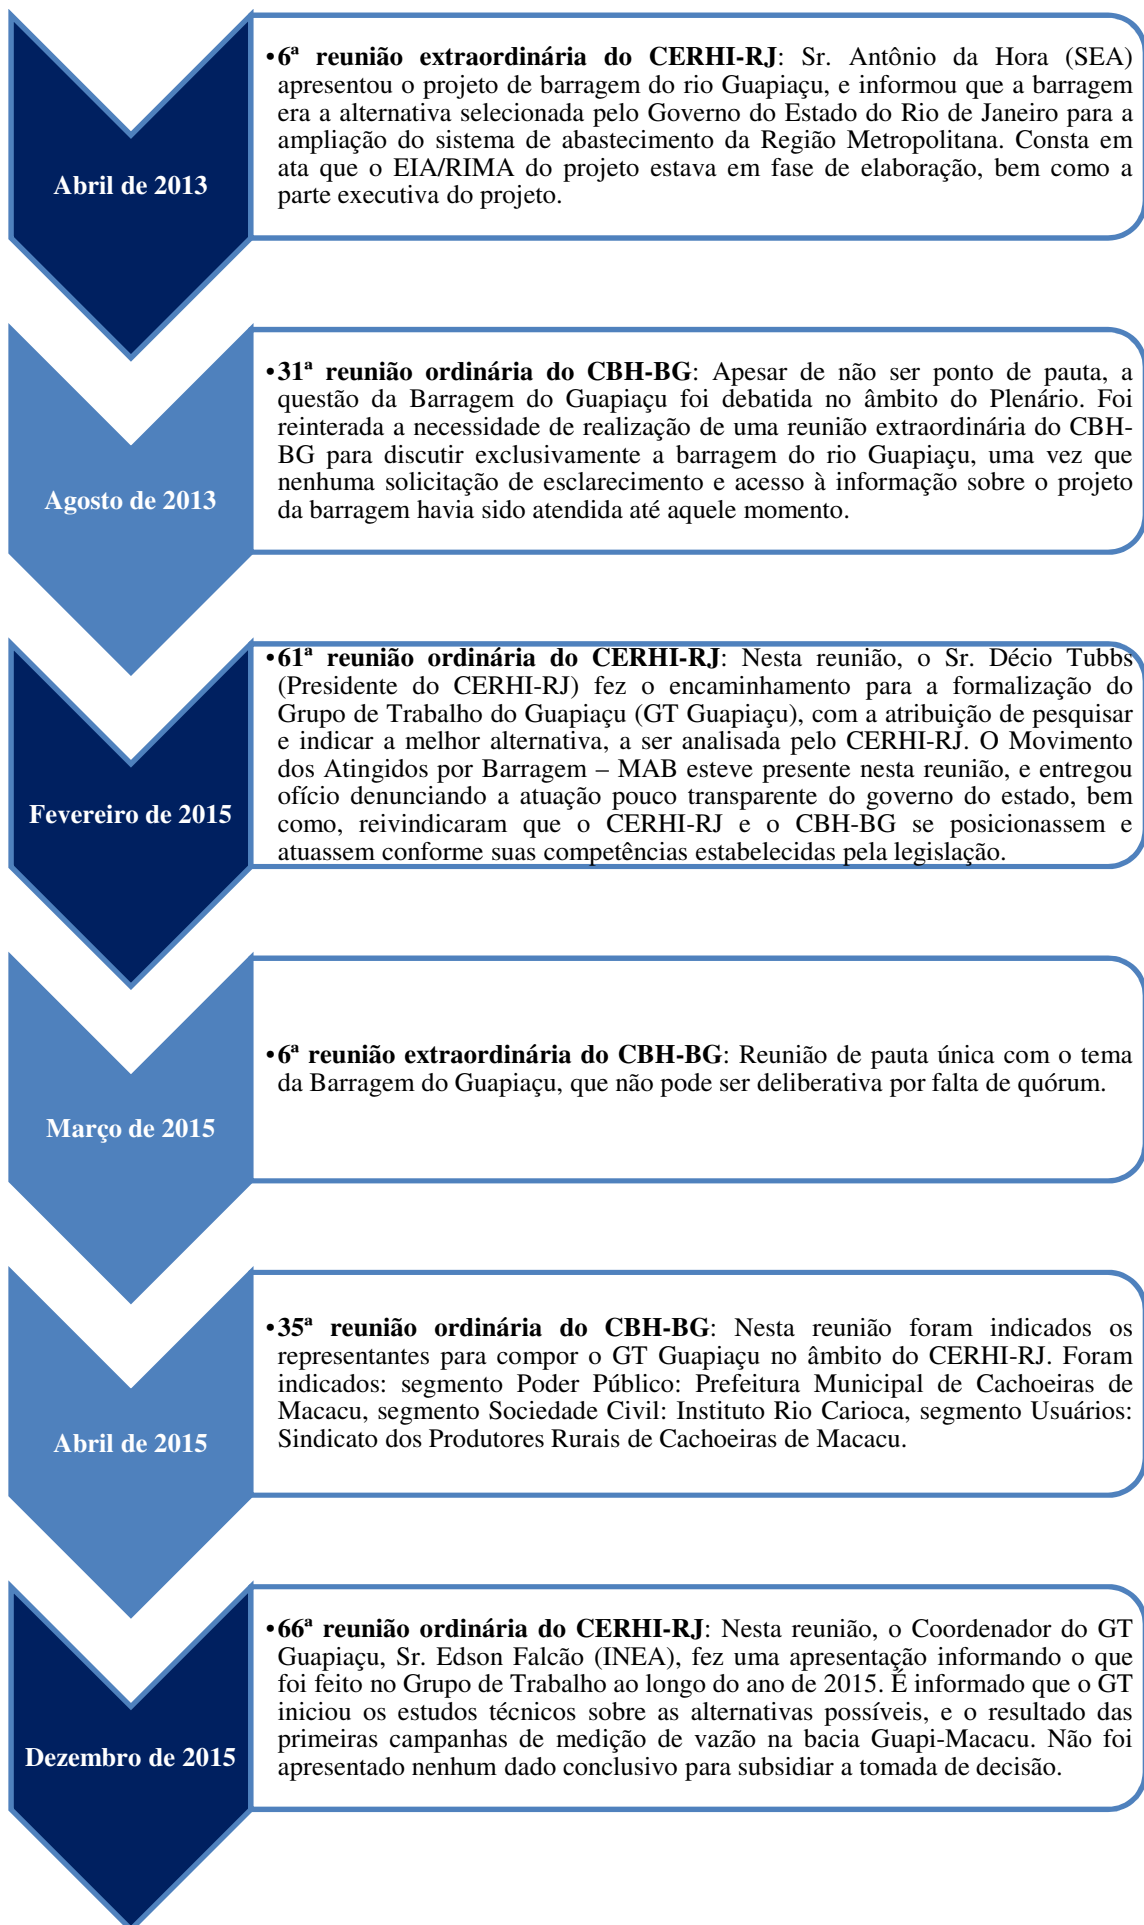 Abril de 2013
•6ª reunião extraordinária do CERHI-RJ: Sr. Antônio da Hora (SEA)
apresentou o projeto de barragem do rio Guapiaçu, e informou que a barragem
era a alternativa selecionada pelo Governo do Estado do Rio de Janeiro para a
ampliação do sistema de abastecimento da Região Metropolitana. Consta em
ata que o EIA/RIMA do projeto estava em fase de elaboração, bem como a
parte executiva do projeto.
Agosto de 2013
•31ª reunião ordinária do CBH-BG: Apesar de não ser ponto de pauta, a
questão da Barragem do Guapiaçu foi debatida no âmbito do Plenário. Foi
reinterada a necessidade de realização de uma reunião extraordinária do CBH-
BG para discutir exclusivamente a barragem do rio Guapiaçu, uma vez que
nenhuma solicitação de esclarecimento e acesso à informação sobre o projeto
da barragem havia sido atendida até aquele momento.
Fevereiro de 2015
•61ª reunião ordinária do CERHI-RJ: Nesta reunião, o Sr. Décio Tubbs
(Presidente do CERHI-RJ) fez o encaminhamento para a formalização do
Grupo de Trabalho do Guapiaçu (GT Guapiaçu), com a atribuição de pesquisar
e indicar a melhor alternativa, a ser analisada pelo CERHI-RJ. O Movimento
dos Atingidos por Barragem – MAB esteve presente nesta reunião, e entregou
ofício denunciando a atuação pouco transparente do governo do estado, bem
como, reivindicaram que o CERHI-RJ e o CBH-BG se posicionassem e
atuassem conforme suas competências estabelecidas pela legislação.
Março de 2015
•6ª reunião extraordinária do CBH-BG: Reunião de pauta única com o tema
da Barragem do Guapiaçu, que não pode ser deliberativa por falta de quórum.
Abril de 2015
•35ª reunião ordinária do CBH-BG: Nesta reunião foram indicados os
representantes para compor o GT Guapiaçu no âmbito do CERHI-RJ. Foram
indicados: segmento Poder Público: Prefeitura Municipal de Cachoeiras de
Macacu, segmento Sociedade Civil: Instituto Rio Carioca, segmento Usuários:
Sindicato dos Produtores Rurais de Cachoeiras de Macacu.
Dezembro de 2015
•66ª reunião ordinária do CERHI-RJ: Nesta reunião, o Coordenador do GT
Guapiaçu, Sr. Edson Falcão (INEA), fez uma apresentação informando o que
foi feito no Grupo de Trabalho ao longo do ano de 2015. É informado que o GT
iniciou os estudos técnicos sobre as alternativas possíveis, e o resultado das
primeiras campanhas de medição de vazão na bacia Guapi-Macacu. Não foi
apresentado nenhum dado conclusivo para subsidiar a tomada de decisão.